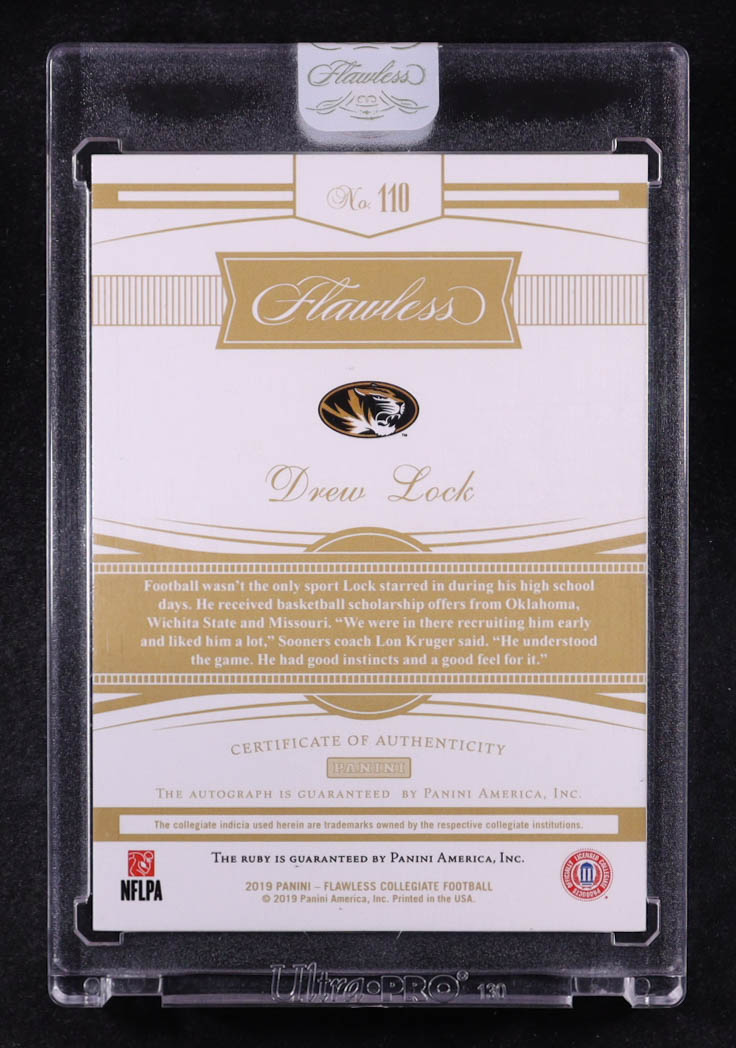 Flawless
No. 110
Flawless
Drew Lock
Football wasn't the only sport Lock starred in during his high school
days. He received basketball scholarship offers from Oklahoma,
Wichita State and Missouri. “We were in there recruiting him early
and liked him a lot,” Sooners coach Lon Kruger said. “He understood
the game. He had good instincts and a good feel for it.”
CERTIFICATE OF AUTHENTICITY
PANINI
THE AUTOGRAPH IS GUARANTEED BY PANINI AMERICA, INC.
The collegiate indicia used herein are trademarks owned by the respective collegiate institutions.
THE RUBY IS GUARANTEED BY PANINI AMERICA, INC.
NFLPA
2019 PANINI – FLAWLESS COLLEGIATE FOOTBALL
© 2019 Panini America, Inc. Printed in the USA.
OFFICIALLY LICENSED COLLEGIATE PRODUCTS
Ultra·PRO® 130